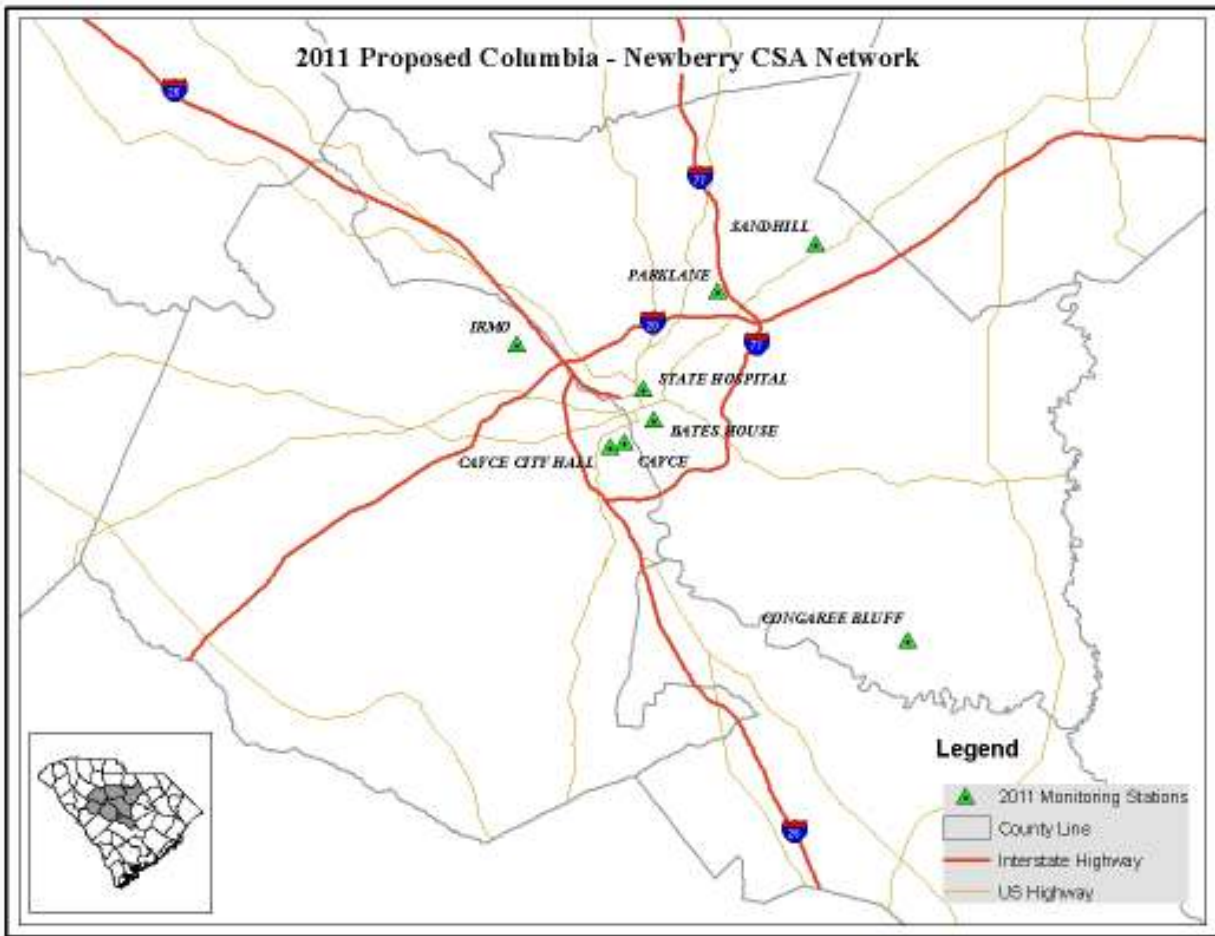 2011 Proposed Columbia - Newberry CSA Network
26
77
SANDHILL
PARKLANE
IRMO
20
77
STATE HOSPITAL
BATES HOUSE
CAYCE CITY HALL
CAYCE
CONGAREE BLUFF
26
Legend
2011 Monitoring Stations
County Line
Interstate Highway
US Highway